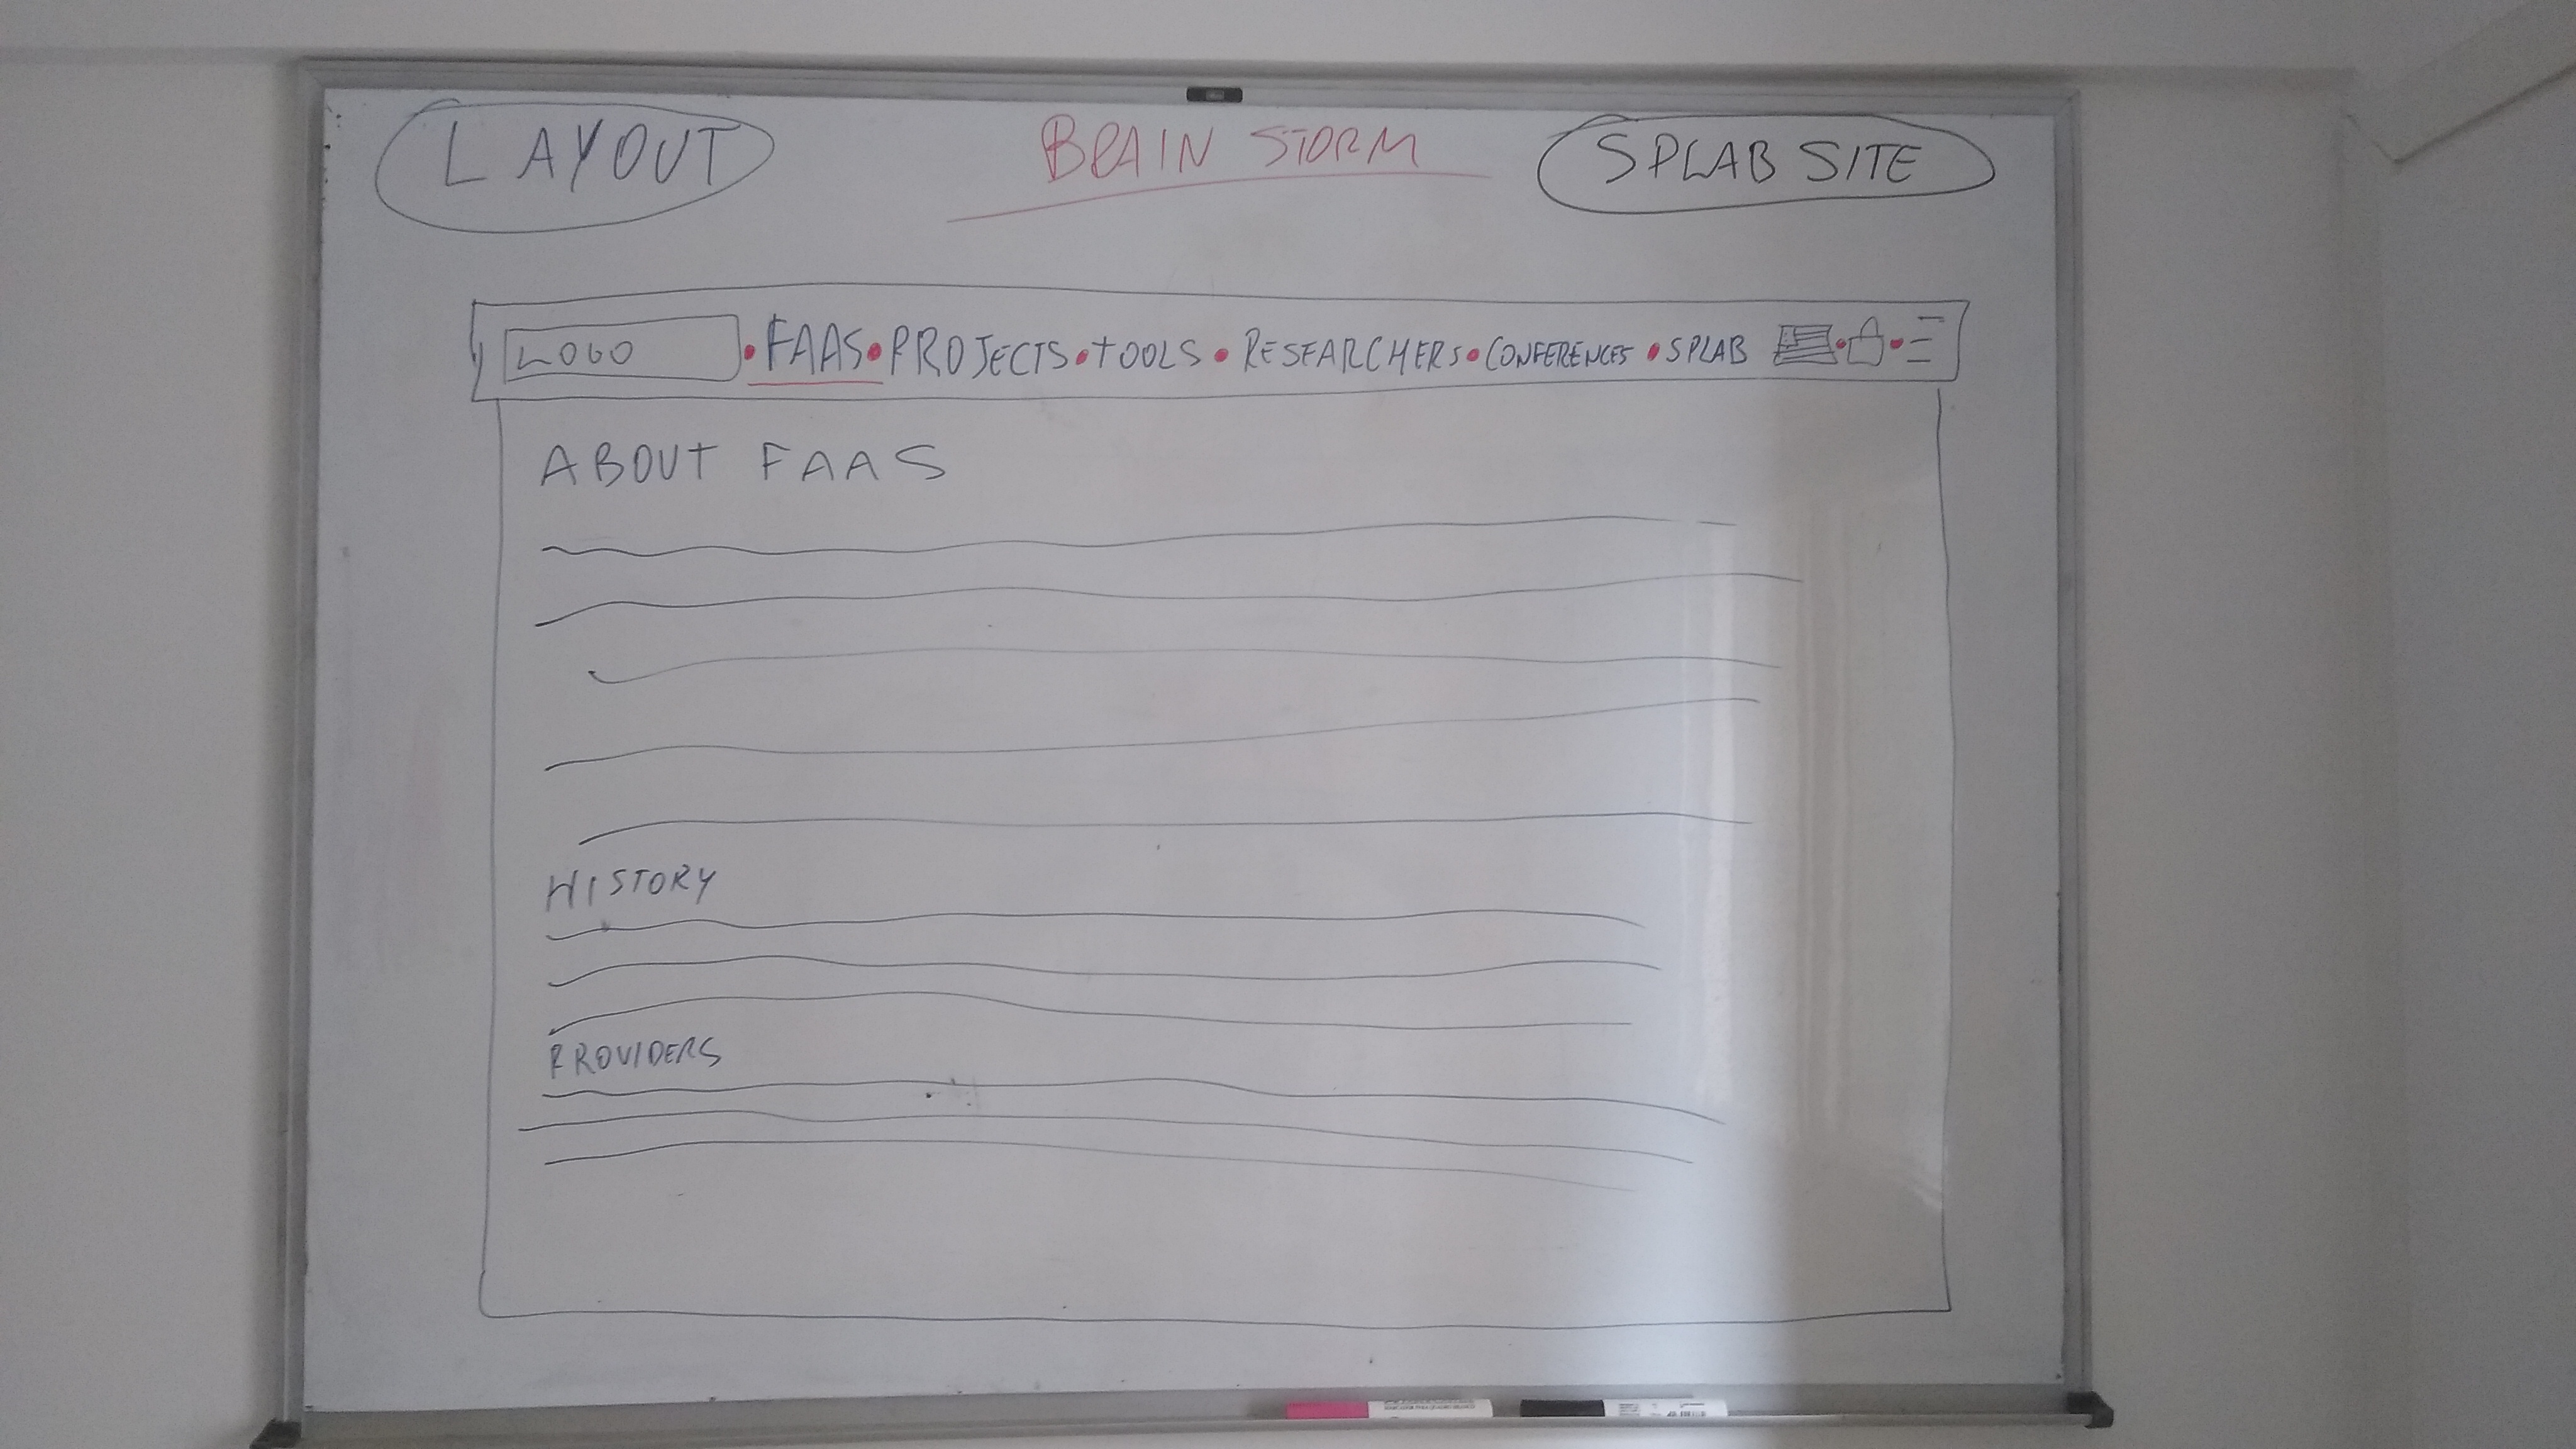 LAYOUT BRAIN STORM SPLAB SITE
LOGO • FAAS • PROJECTS • TOOLS • RESEARCHERS • CONFERENCES • SPLAB
ABOUT FAAS
HISTORY
PROVIDERS